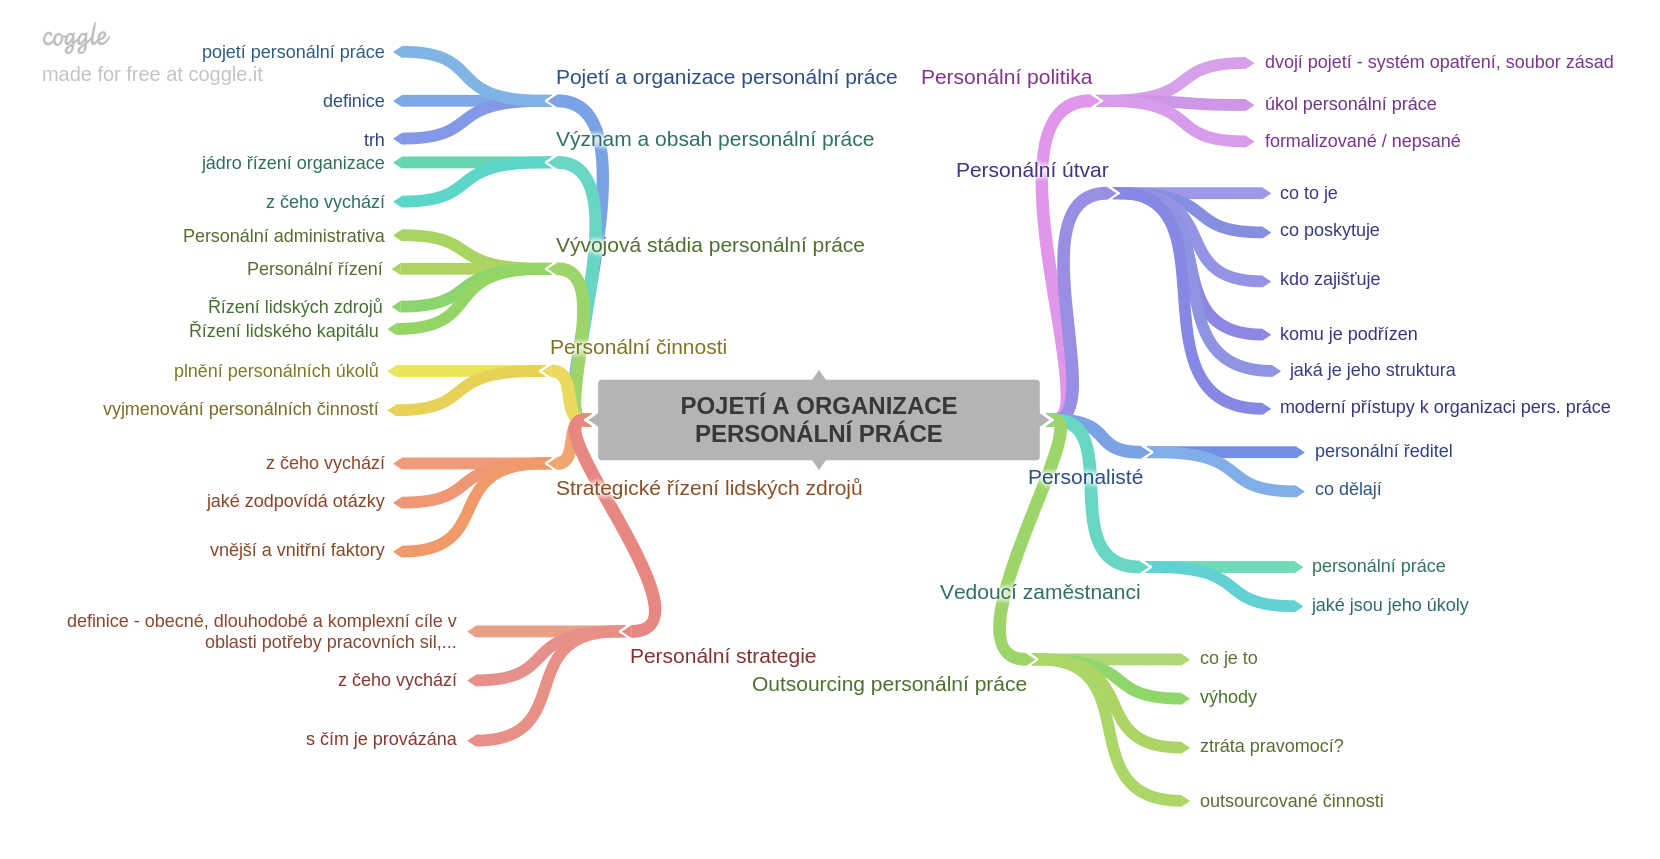 coggle
made for free at coggle.it
POJETÍ A ORGANIZACE
PERSONÁLNÍ PRÁCE
Pojetí a organizace personální práce
pojetí personální práce
definice
trh
Význam a obsah personální práce
jádro řízení organizace
z čeho vychází
Vývojová stádia personální práce
Personální administrativa
Personální řízení
Řízení lidských zdrojů
Řízení lidského kapitálu
Personální činnosti
plnění personálních úkolů
vyjmenování personálních činností
Strategické řízení lidských zdrojů
z čeho vychází
jaké zodpovídá otázky
vnější a vnitřní faktory
Personální strategie
definice - obecné, dlouhodobé a komplexní cíle v
oblasti potřeby pracovních sil,...
z čeho vychází
s čím je provázána
Personální politika
dvojí pojetí - systém opatření, soubor zásad
úkol personální práce
formalizované / nepsané
Personální útvar
co to je
co poskytuje
kdo zajišťuje
komu je podřízen
jaká je jeho struktura
moderní přístupy k organizaci pers. práce
Personalisté
personální ředitel
co dělají
Vedoucí zaměstnanci
personální práce
jaké jsou jeho úkoly
Outsourcing personální práce
co je to
výhody
ztráta pravomocí?
outsourcované činnosti